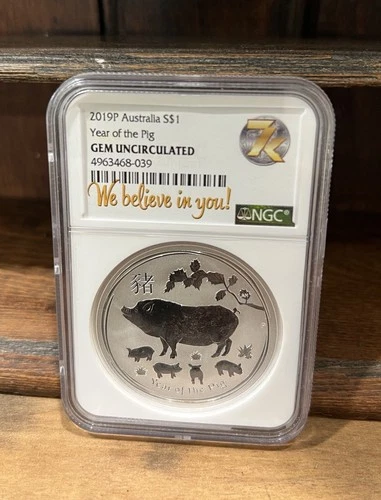 2019P Australia S$1
Year of the Pig
GEM UNCIRCULATED
4963468-039
7k
We believe in you!
NGC®
猪
Year of the Pig